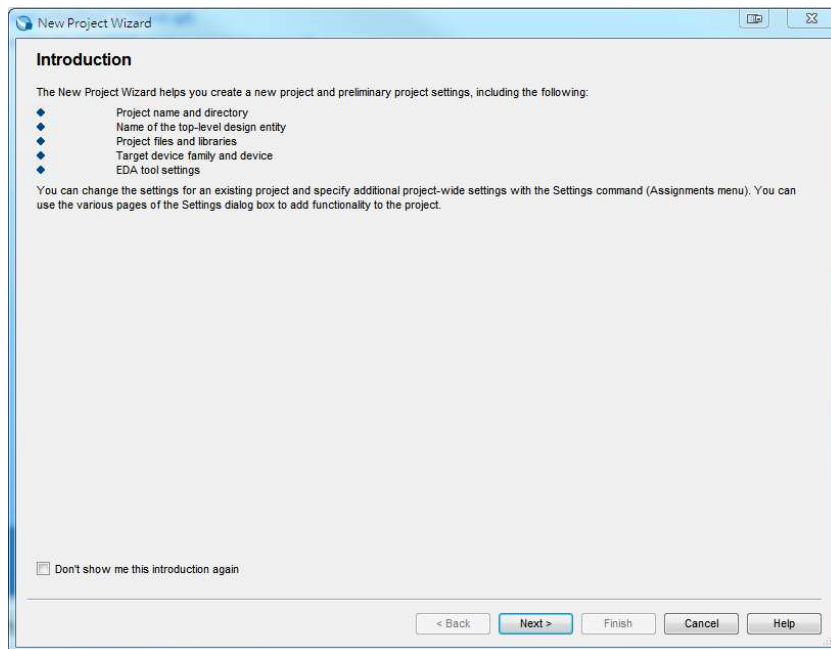 New Project Wizard
Introduction
The New Project Wizard helps you create a new project and preliminary project settings, including the following:
Project name and directory
Name of the top-level design entity
Project files and libraries
Target device family and device
EDA tool settings
You can change the settings for an existing project and specify additional project-wide settings with the Settings command (Assignments menu). You can
use the various pages of the Settings dialog box to add functionality to the project.
Don't show me this introduction again
< Back Next > Finish Cancel Help